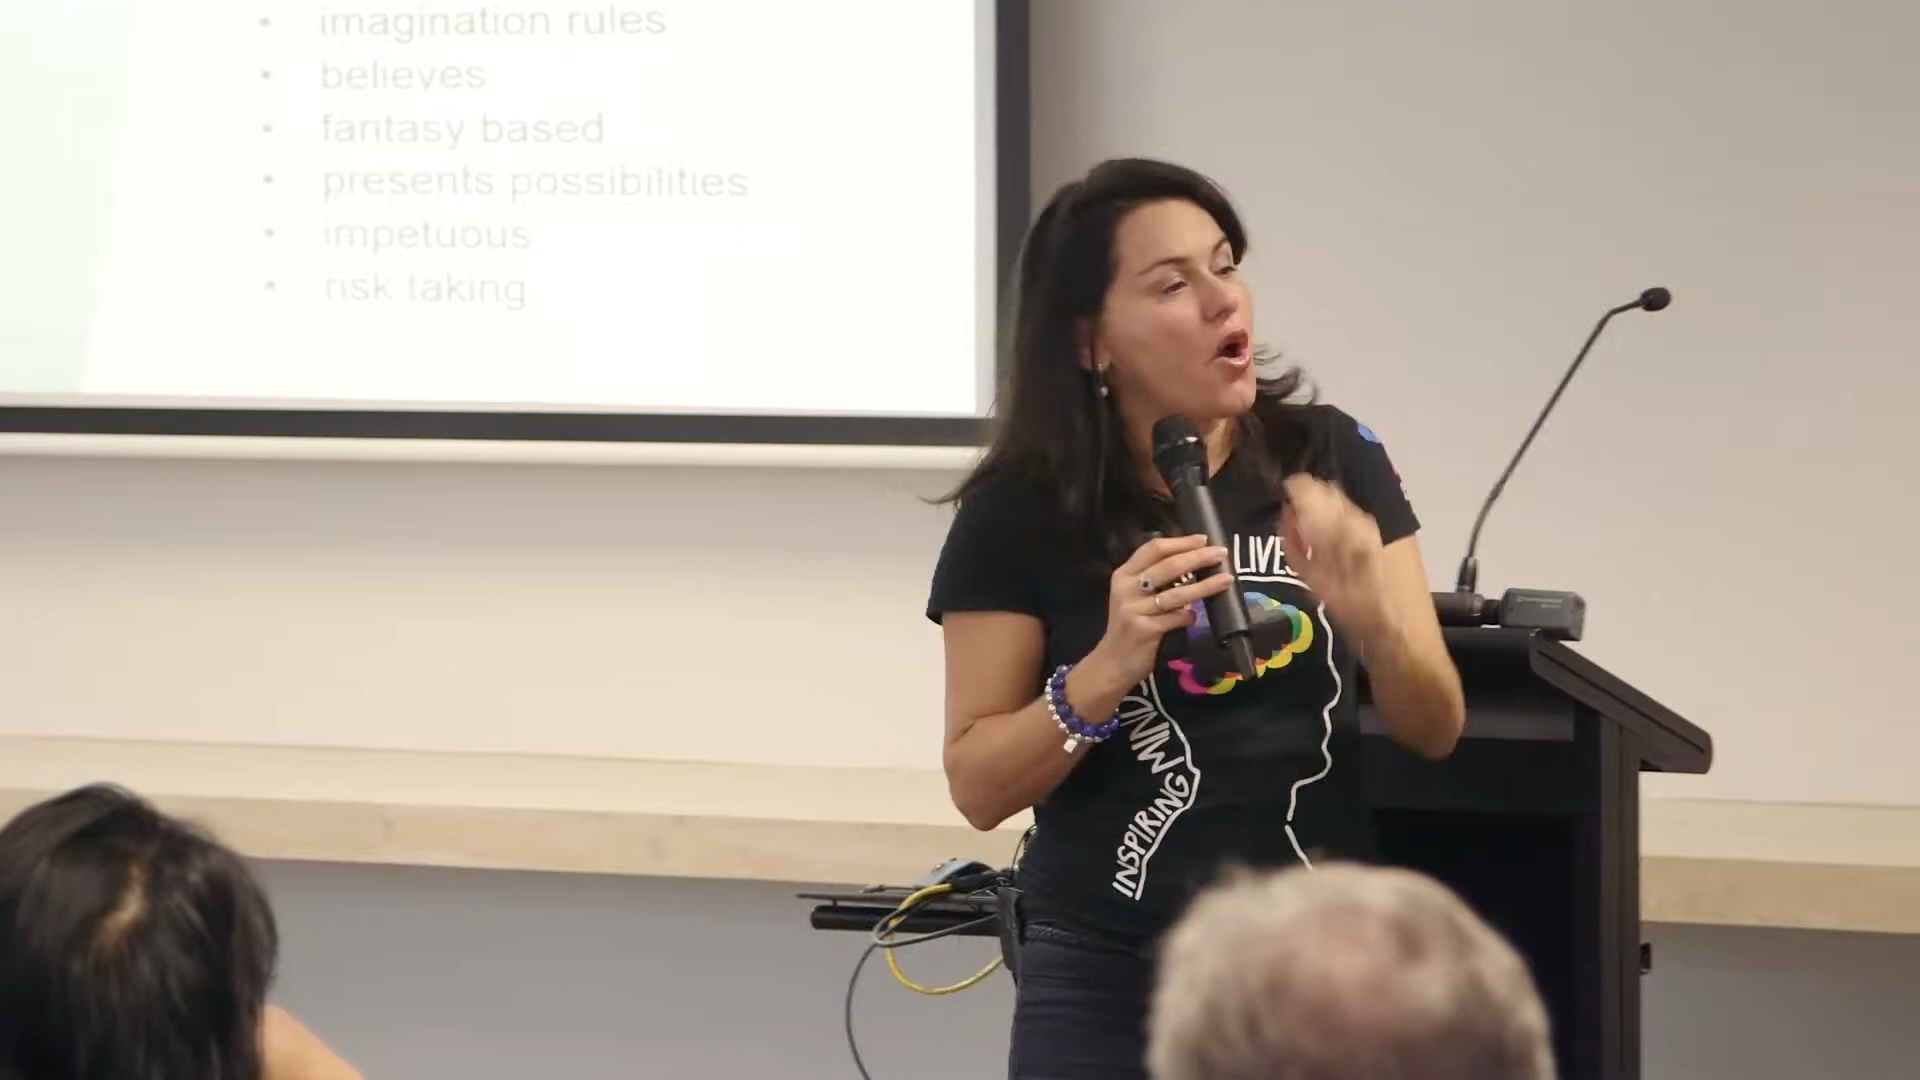 imagination rules
believes
fantasy based
presents possibilities
impetuous
risk taking
LIVES
INSPIRING MINDS